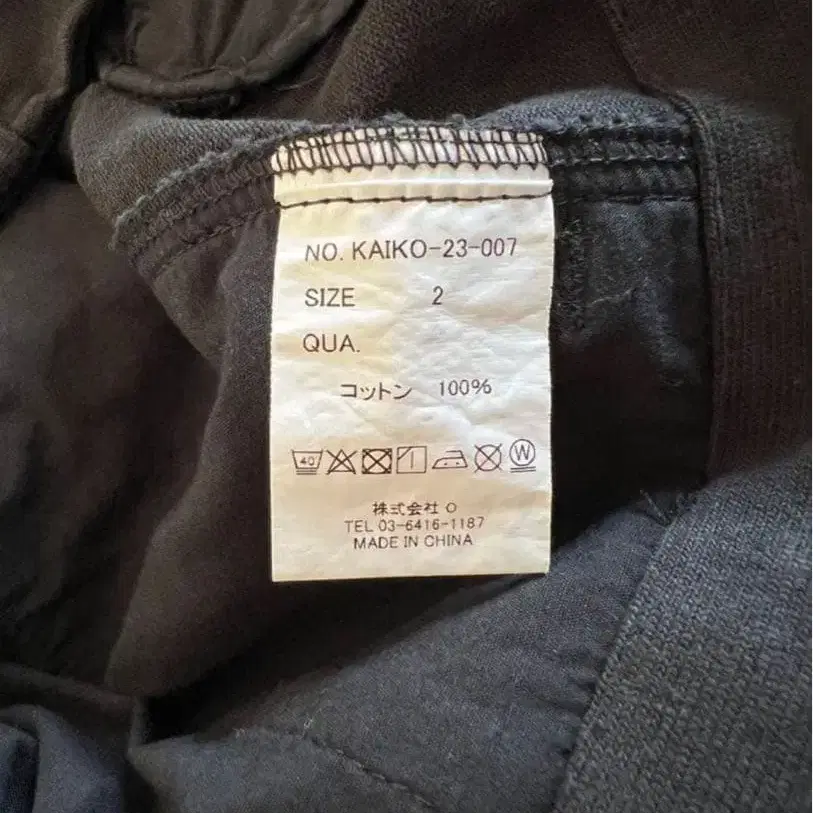 NO. KAIKO-23-007
SIZE 2
QUA.
コットン 100%
40 W
株式会社 O
TEL 03-6416-1187
MADE IN CHINA